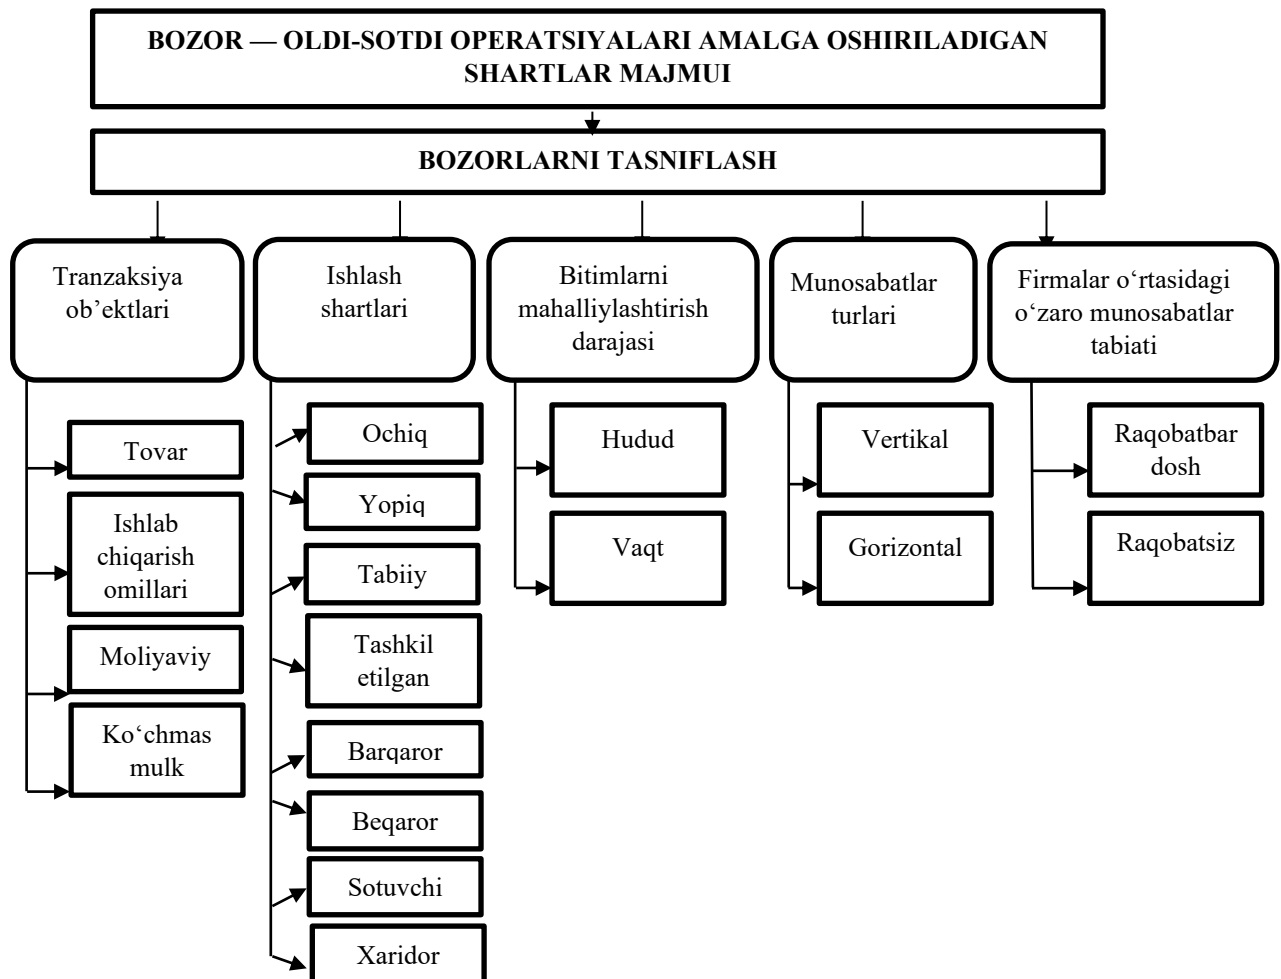 BOZOR — OLDI-SOTDI OPERATSIYALARI AMALGA OSHIRILADIGAN
SHARTLAR MAJMUI
BOZORLARNI TASNIFLASH
Tranzaksiya
ob’ektlari
Tovar
Ishlab
chiqarish
omillari
Moliyaviy
Ko‘chmas
mulk
Ishlash
shartlari
Ochiq
Yopiq
Tabiiy
Tashkil
etilgan
Barqaror
Beqaror
Sotuvchi
Xaridor
Bitimlarni
mahalliylashtirish
darajasi
Hudud
Vaqt
Munosabatlar
turlari
Vertikal
Gorizontal
Firmalar o‘rtasidagi
o‘zaro munosabatlar
tabiati
Raqobatbar
dosh
Raqobatsiz